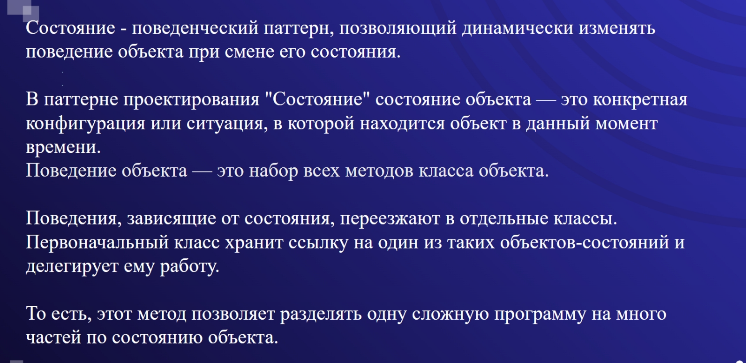 Состояние - поведенческий паттерн, позволяющий динамически изменять
поведение объекта при смене его состояния.
В паттерне проектирования "Состояние" состояние объекта — это конкретная
конфигурация или ситуация, в которой находится объект в данный момент
времени.
Поведение объекта — это набор всех методов класса объекта.
Поведения, зависящие от состояния, переезжают в отдельные классы.
Первоначальный класс хранит ссылку на один из таких объектов-состояний и
делегирует ему работу.
То есть, этот метод позволяет разделять одну сложную программу на много
частей по состоянию объекта.